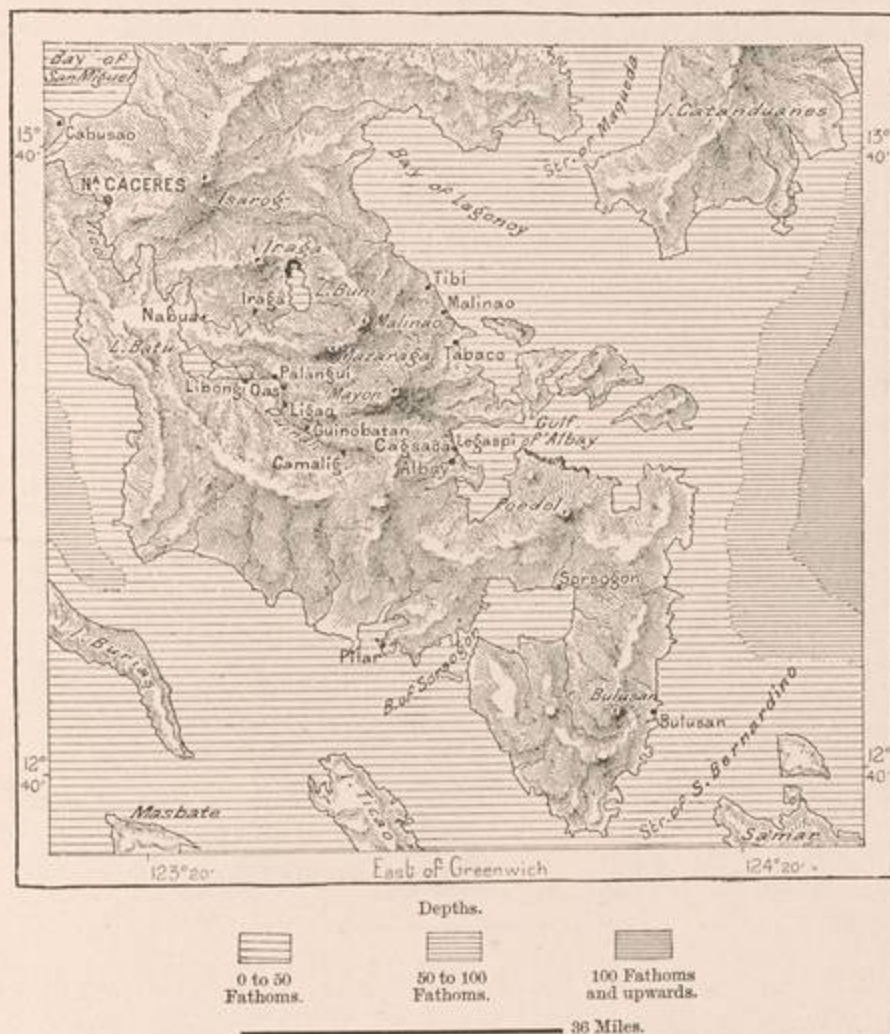 Bay of
San Miguel
Str. of Maqueda
I. Catanduanes
13°
40'
Cabusao
13°
40'
Nª CACERES
Bay of Lagonoy
Isarog
Vicol
Iraga
Tibi
L. Buhi
Iraga
Malinao
Nabua
Malinao
L. Batu
Mazaraga
Tabaco
Palangui
Libong
Oas
Mayon
Ligao
Gulf
Guinobatan
Cagsaua
Legaspi
of Albay
Camalig
Albay
Poedol
Sorsogon
I. Burias
Pilar
B. of Sorsogon
Bulusan
Bulusan
Str. of S. Bernardino
12°
40'
12°
40'
I. Ticao
Masbate
Samar
123°20'
East of Greenwich
124°20'
Depths.
0 to 50
Fathoms.
50 to 100
Fathoms.
100 Fathoms
and upwards.
36 Miles.